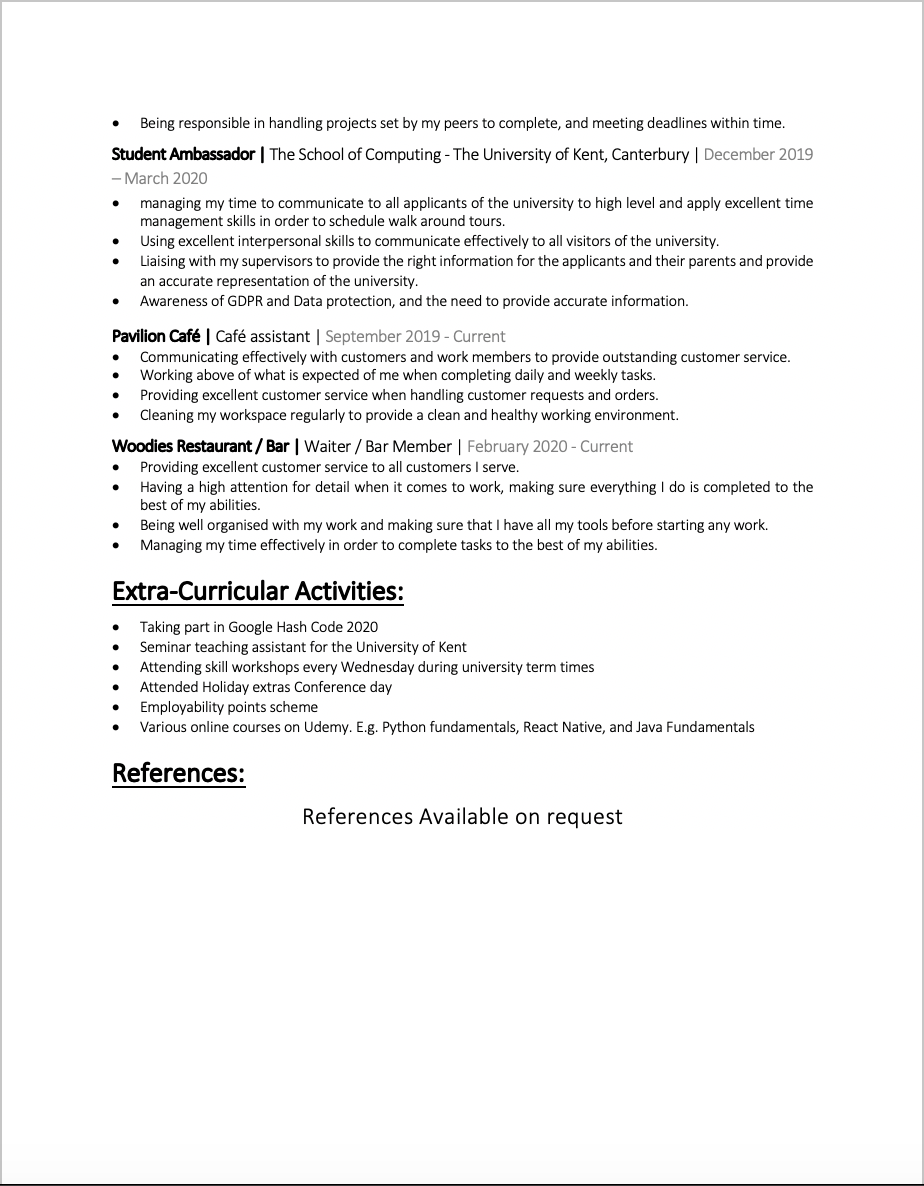 • Being responsible in handling projects set by my peers to complete, and meeting deadlines within time.
Student Ambassador | The School of Computing - The University of Kent, Canterbury | December 2019
– March 2020
• managing my time to communicate to all applicants of the university to high level and apply excellent time
management skills in order to schedule walk around tours.
• Using excellent interpersonal skills to communicate effectively to all visitors of the university.
• Liaising with my supervisors to provide the right information for the applicants and their parents and provide
an accurate representation of the university.
• Awareness of GDPR and Data protection, and the need to provide accurate information.
Pavilion Café | Café assistant | September 2019 - Current
• Communicating effectively with customers and work members to provide outstanding customer service.
• Working above of what is expected of me when completing daily and weekly tasks.
• Providing excellent customer service when handling customer requests and orders.
• Cleaning my workspace regularly to provide a clean and healthy working environment.
Woodies Restaurant / Bar | Waiter / Bar Member | February 2020 - Current
• Providing excellent customer service to all customers I serve.
• Having a high attention for detail when it comes to work, making sure everything I do is completed to the
best of my abilities.
• Being well organised with my work and making sure that I have all my tools before starting any work.
• Managing my time effectively in order to complete tasks to the best of my abilities.
Extra-Curricular Activities:
• Taking part in Google Hash Code 2020
• Seminar teaching assistant for the University of Kent
• Attending skill workshops every Wednesday during university term times
• Attended Holiday extras Conference day
• Employability points scheme
• Various online courses on Udemy. E.g. Python fundamentals, React Native, and Java Fundamentals
References:
References Available on request